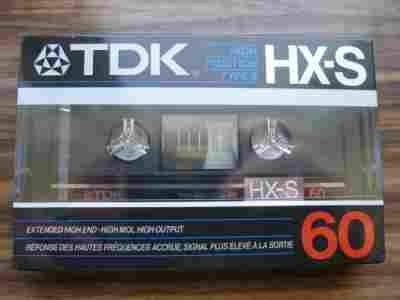 TDK
HIGH
POSITION
TYPE II
HX-S
TDK
HX-S 60
EXTENDED HIGH END • HIGH MOL, HIGH OUTPUT
RÉPONSE DES HAUTES FRÉQUENCES ACCRUE, SIGNAL PLUS ÉLEVÉ À LA SORTIE
60